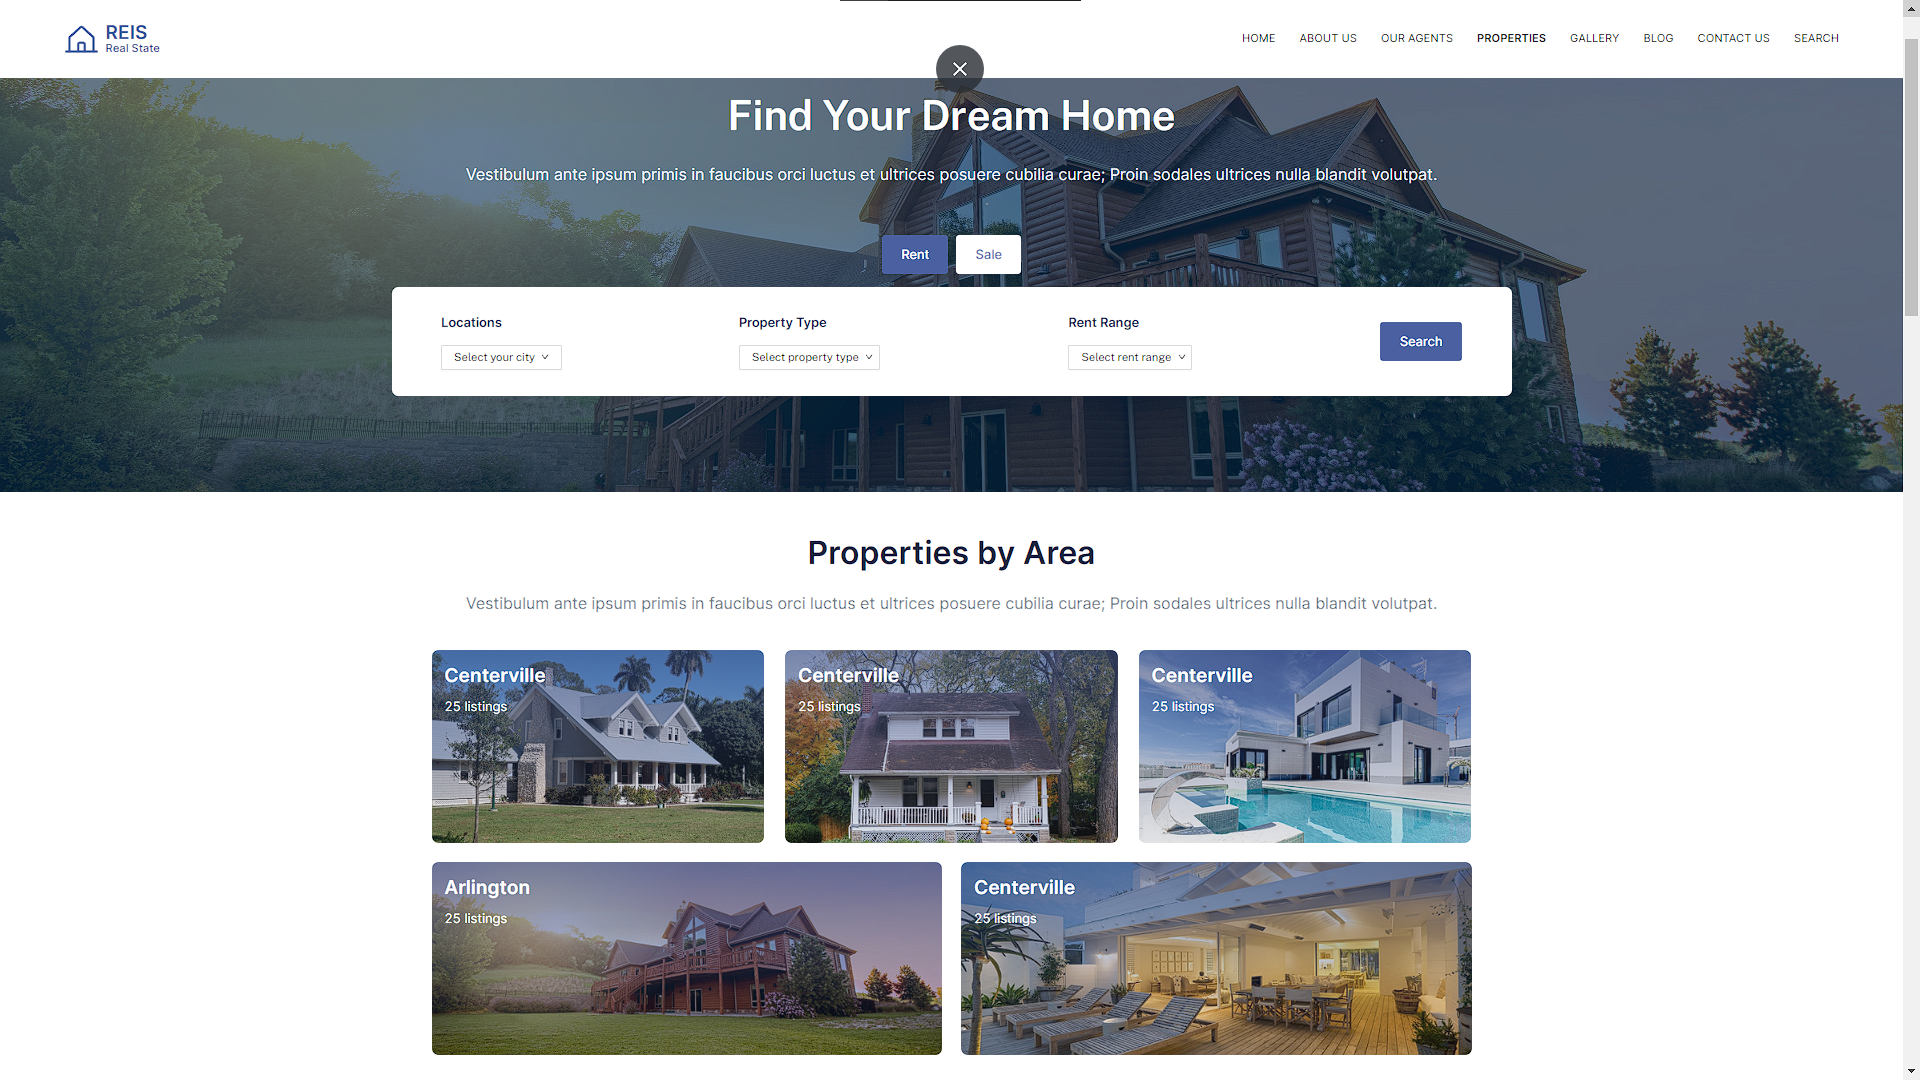 REIS
Real State
HOME ABOUT US OUR AGENTS PROPERTIES GALLERY BLOG CONTACT US SEARCH
Find Your Dream Home
Vestibulum ante ipsum primis in faucibus orci luctus et ultrices posuere cubilia curae; Proin sodales ultrices nulla blandit volutpat.
Rent Sale
Locations Property Type Rent Range
Search
Select your city Select property type Select rent range
Properties by Area
Vestibulum ante ipsum primis in faucibus orci luctus et ultrices posuere cubilia curae; Proin sodales ultrices nulla blandit volutpat.
Centerville
25 listings
Centerville
25 listings
Centerville
25 listings
Arlington
25 listings
Centerville
25 listings